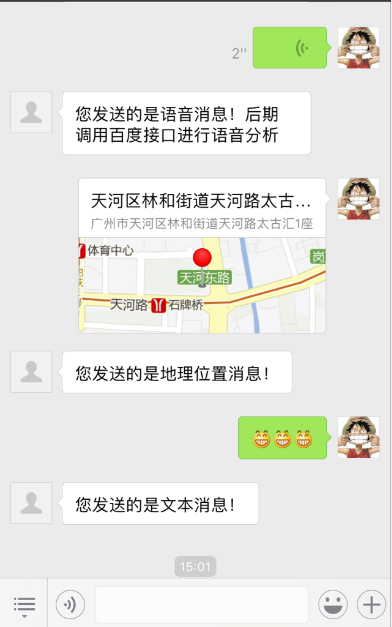 2"
您发送的是语音消息！后期
调用百度接口进行语音分析
天河区林和街道天河路太古...
广州市天河区林和街道天河路太古汇1座
体育中心
岗
天河东路
天河路 石牌桥
您发送的是地理位置消息！
您发送的是文本消息！
15:01